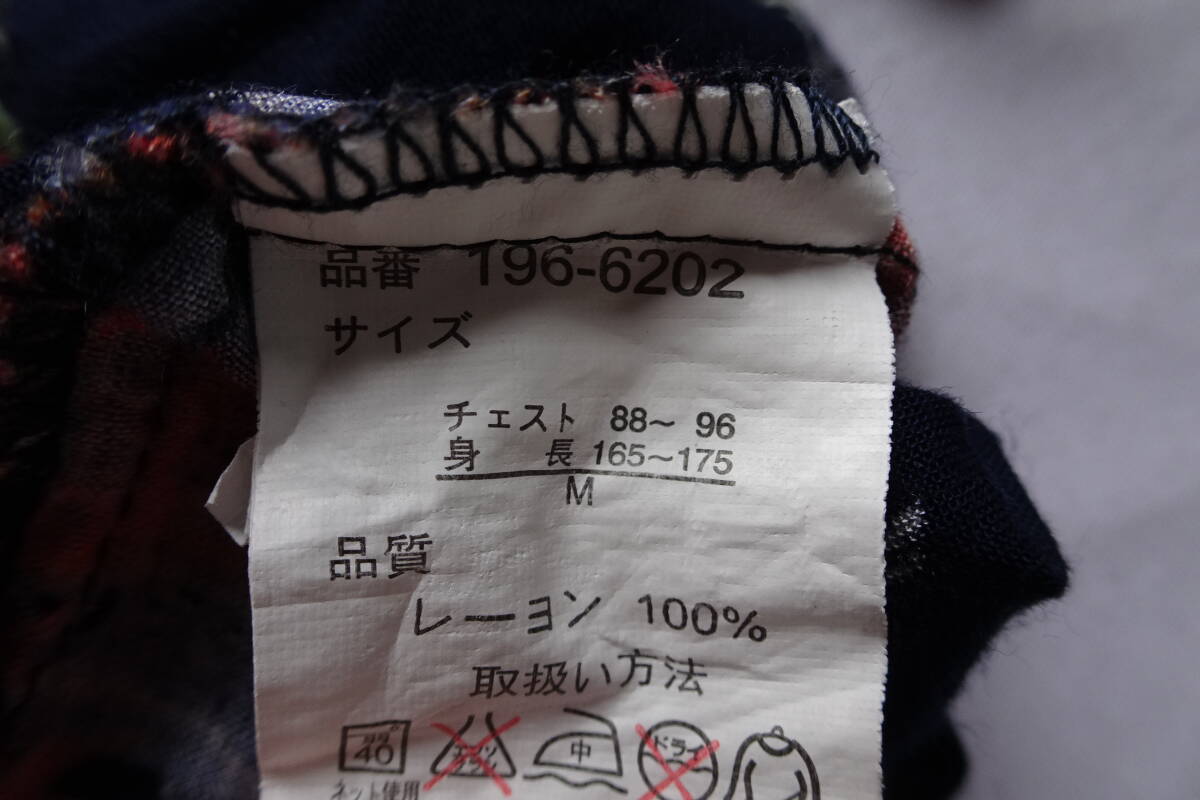 品番 196-6202
サイズ
チェスト 88~ 96
身 長 165~175
M
品質
レーヨン 100%
取扱い方法
40 中 ドライ
ネット使用